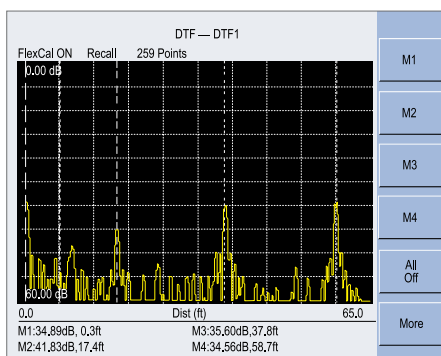 DTF — DTF1
FlexCal ON Recall 259 Points
0.00 dB
60.00 dB
0.0 Dist (ft) 65.0
M1:34.89dB, 0.3ft M3:35.60dB,37.8ft
M2:41.83dB,17.4ft M4:34.56dB,58.7ft
M1
M2
M3
M4
All
Off
More